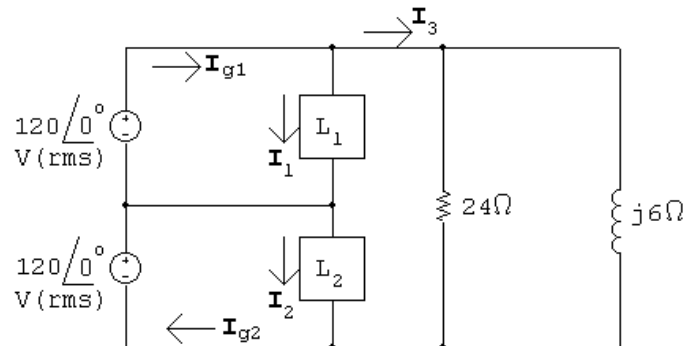 I3
Ig1
120/0° V(rms)
L1
I1
24Ω
j6Ω
120/0° V(rms)
L2
I2
Ig2